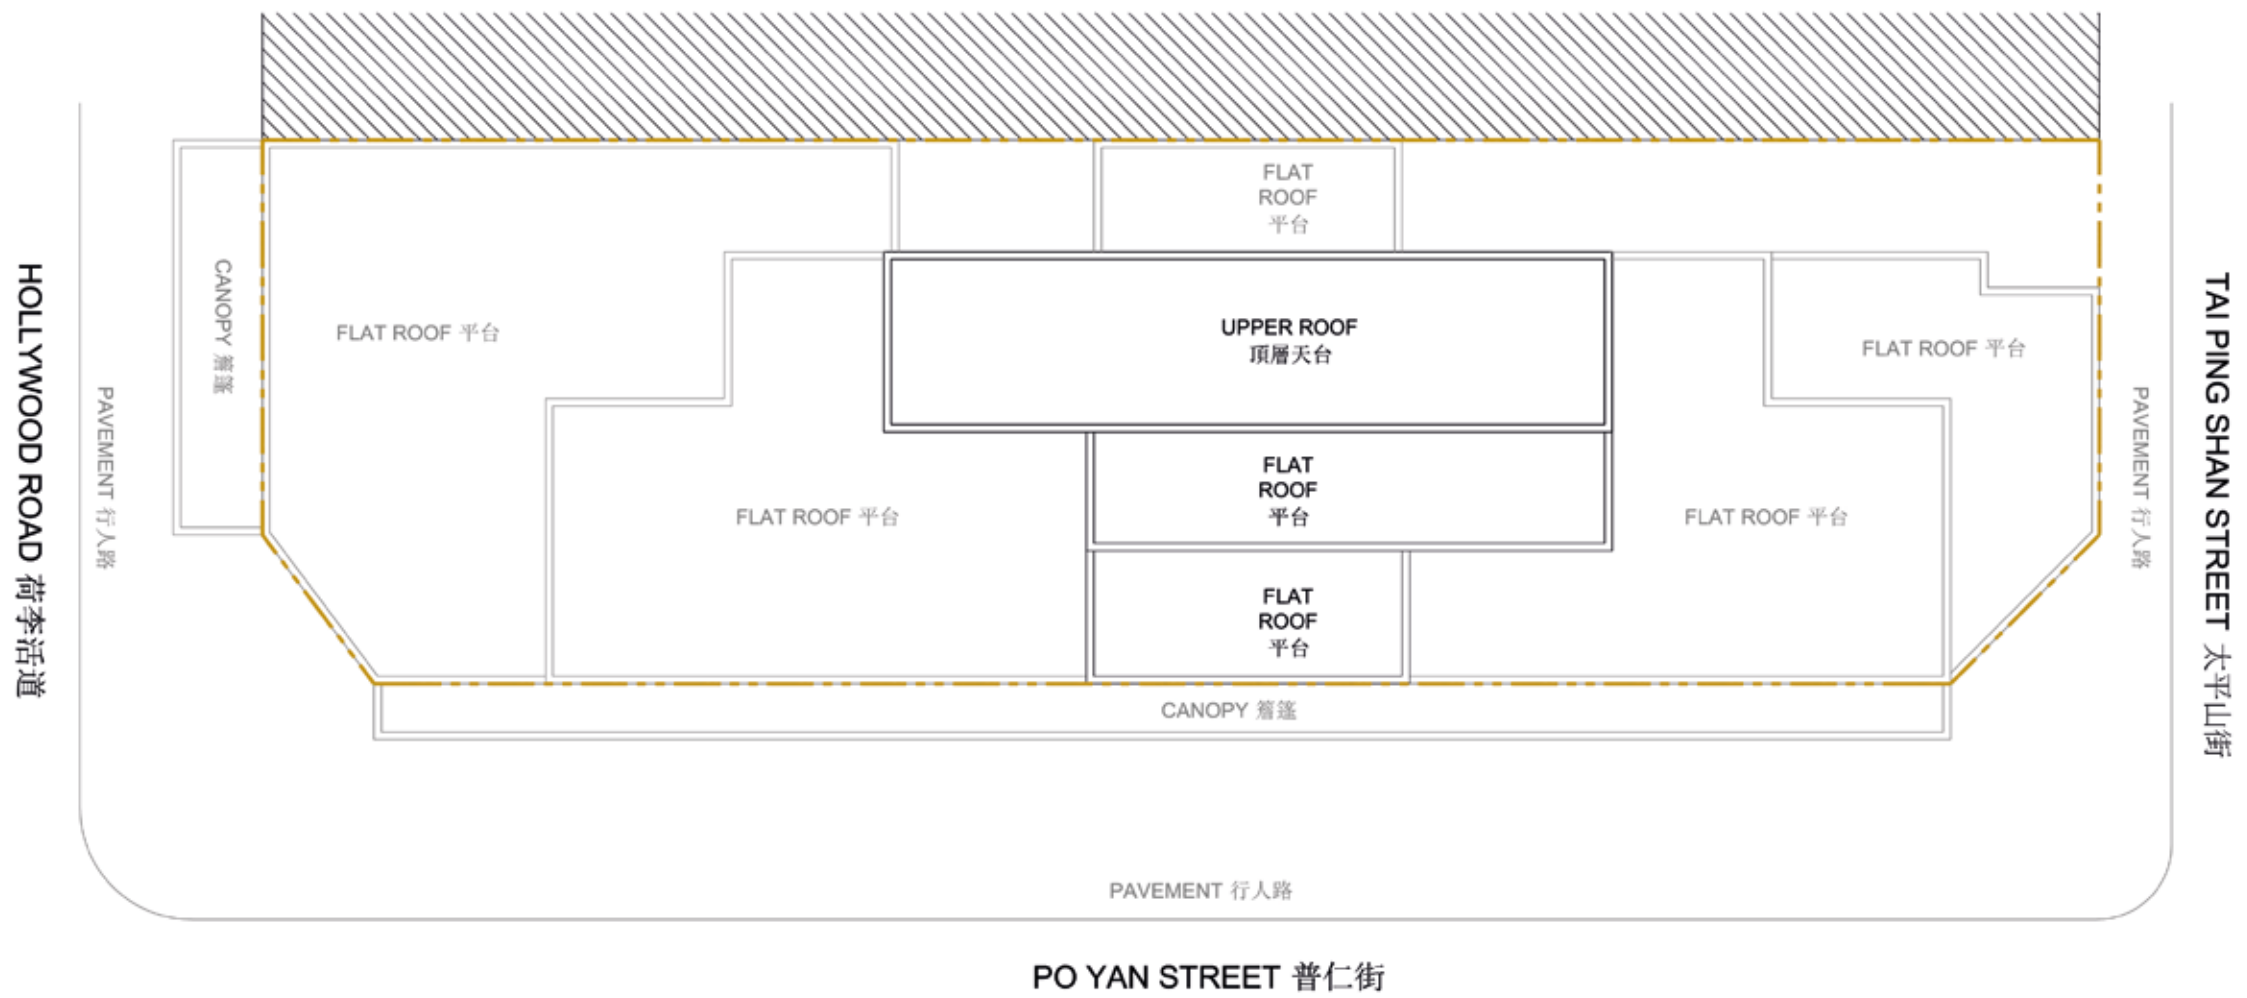 FLAT
ROOF
平台
HOLLYWOOD ROAD 荷李活道
PAVEMENT 行人路
CANOPY 簷篷
FLAT ROOF 平台
UPPER ROOF
頂層天台
FLAT ROOF 平台
PAVEMENT 行人路
TAI PING SHAN STREET 太平山街
FLAT ROOF 平台
FLAT
ROOF
平台
FLAT ROOF 平台
FLAT
ROOF
平台
CANOPY 簷篷
PAVEMENT 行人路
PO YAN STREET 普仁街